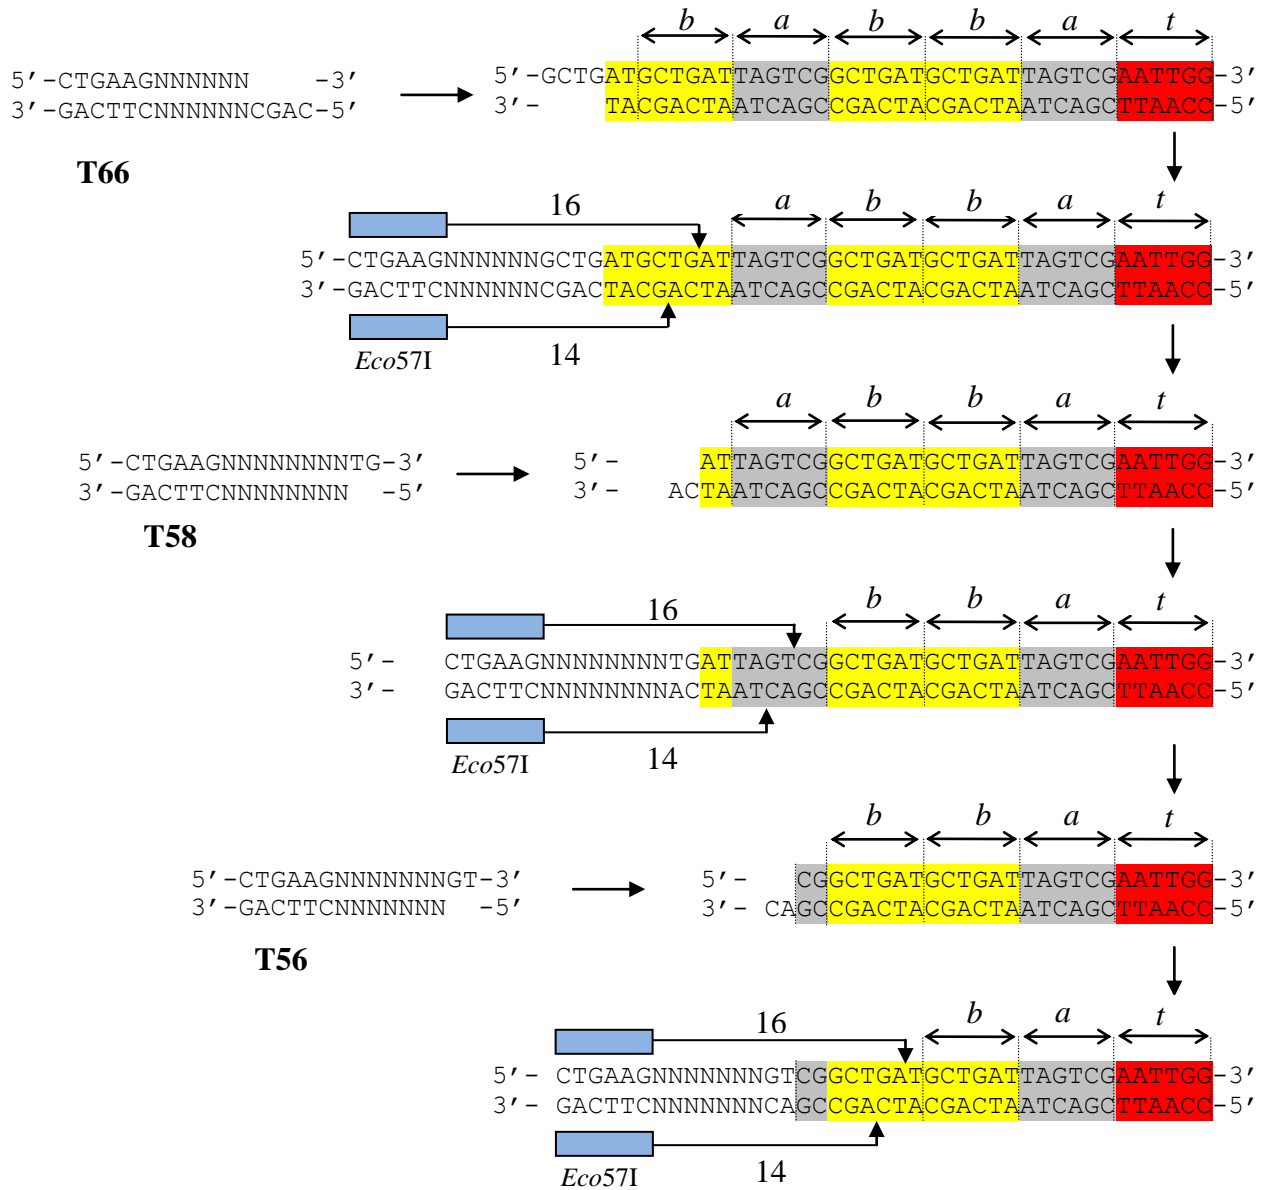 b a b b a t
5'-CTGAAGNNNNNN -3' 5'-GCTGATGCTGATTAGTCGGCTGATGCTGATTAGTCGAATTGG-3'
3'-GACTTCNNNNNNCGAC-5' 3'- TACGACTAATCAGCCGACTACGACTAATCAGCTTAACC-5'
T66
16 a b b a t
5'-CTGAAGNNNNNNGCTGATGCTGATTAGTCGGCTGATGCTGATTAGTCGAATTGG-3'
3'-GACTTCNNNNNNCGACTACGACTAATCAGCCGACTACGACTAATCAGCTTAACC-5'
Eco57I 14
a b b a t
5'-CTGAAGNNNNNNNNTG-3' 5'- ATTAGTCGGCTGATGCTGATTAGTCGAATTGG-3'
3'-GACTTCNNNNNNNN -5' 3'- ACTAATCAGCCGACTACGACTAATCAGCTTAACC-5'
T58
16 b b a t
5'- CTGAAGNNNNNNNNTGATTAGTCGGCTGATGCTGATTAGTCGAATTGG-3'
3'- GACTTCNNNNNNNNACTAATCAGCCGACTACGACTAATCAGCTTAACC-5'
Eco57I 14
b b a t
5'-CTGAAGNNNNNNNGT-3' 5'- CGGCTGATGCTGATTAGTCGAATTGG-3'
3'-GACTTCNNNNNNN -5' 3'- CAGCCGACTACGACTAATCAGCTTAACC-5'
T56
16 b a t
5'- CTGAAGNNNNNNNGTCGGCTGATGCTGATTAGTCGAATTGG-3'
3'- GACTTCNNNNNNNCAGCCGACTACGACTAATCAGCTTAACC-5'
Eco57I 14